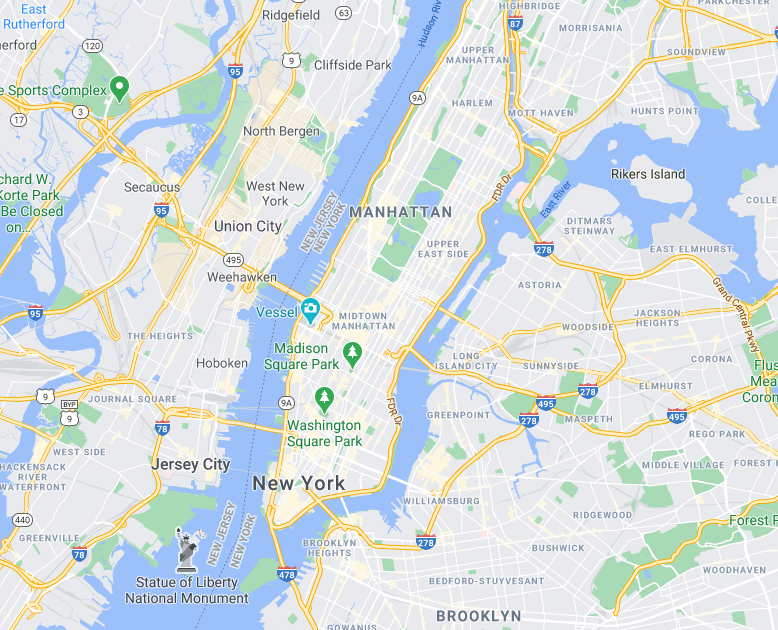 East
Rutherford
Ridgefield
63
HIGHBRIDGE
PARKCHESTER
87
MORRISANIA
120
9
95
Cliffside Park
Hudson Riv
UPPER
MANHATTAN
SOUNDVIEW
e Sports Complex
3
17
9A
HARLEM
MOTT HAVEN
HUNTS POINT
North Bergen
chard W.
Korte Park
Be Closed
on...
Secaucus
West New
York
FDR Dr
East River
Rikers Island
95
Union City
NEW JERSEY
NEW YORK
MANHATTAN
COLLE
DITMARS
STEINWAY
278
UPPER
EAST SIDE
EAST ELMHURST
495
Weehawken
ASTORIA
Grand Central Pkwy
95
Vessel
MIDTOWN
MANHATTAN
JACKSON
HEIGHTS
WOODSIDE
THE HEIGHTS
Madison
Square Park
Hoboken
LONG
ISLAND CITY
SUNNYSIDE
CORONA
Flus
Mea
Coron
9
JOURNAL SQUARE
BYP
9
9A
FDR Dr
ELMHURST
278
495
278
MASPETH
495
GREENPOINT
Washington
Square Park
78
REGO PARK
WEST SIDE
Jersey City
MIDDLE VILLAGE
FOREST
HACKENSACK
RIVER
WATERFRONT
New York
WILLIAMSBURG
RIDGEWOOD
440
GREENVILLE
78
NEW JERSEY
NEW YORK
BROOKLYN
HEIGHTS
278
BUSHWICK
Forest P
478
BEDFORD-STUYVESANT
WOODHAVEN
Statue of Liberty
National Monument
BROOKLYN
GOWANUS